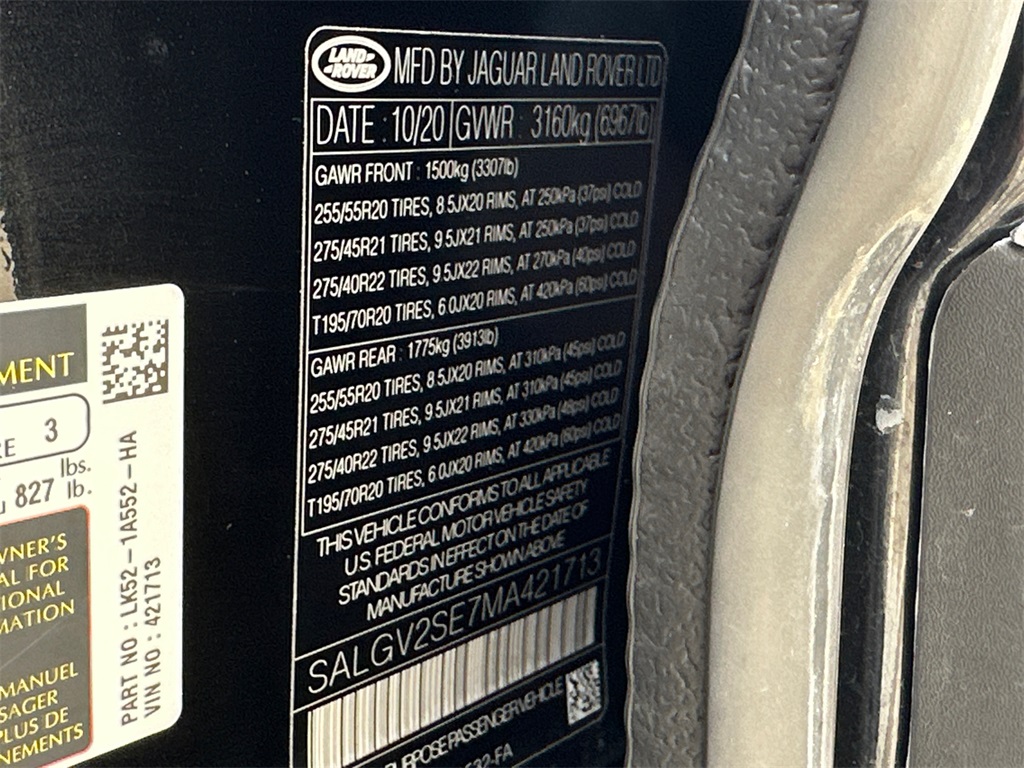 LAND
ROVER
MFD BY JAGUAR LAND ROVER LTD
DATE : 10/20 GVWR : 3160kg (6967lb)
GAWR FRONT : 1500kg (3307lb)
255/55R20 TIRES, 8.5JX20 RIMS, AT 250kPa (37psi) COLD
275/45R21 TIRES, 9.5JX21 RIMS, AT 250kPa (37psi) COLD
275/40R22 TIRES, 9.5JX22 RIMS, AT 270kPa (40psi) COLD
T195/70R20 TIRES, 6.0JX20 RIMS, AT 420kPa (60psi) COLD
GAWR REAR : 1775kg (3913lb)
255/55R20 TIRES, 8.5JX20 RIMS, AT 310kPa (45psi) COLD
275/45R21 TIRES, 9.5JX21 RIMS, AT 310kPa (45psi) COLD
275/40R22 TIRES, 9.5JX22 RIMS, AT 330kPa (48psi) COLD
T195/70R20 TIRES, 6.0JX20 RIMS, AT 420kPa (60psi) COLD
THIS VEHICLE CONFORMS TO ALL APPLICABLE
U.S. FEDERAL MOTOR VEHICLE SAFETY
STANDARDS IN EFFECT ON THE DATE OF
MANUFACTURE SHOWN ABOVE
SALGV2SE7MA421713
PURPOSE PASSENGER VEHICLE
532-FA
MENT
RE 3
lbs.
827 lb.
WNER'S
AL FOR
IONAL
MATION
MANUEL
SAGER
PLUS DE
NEMENTS
PART NO : LK52-1A552-HA
VIN NO : 421713